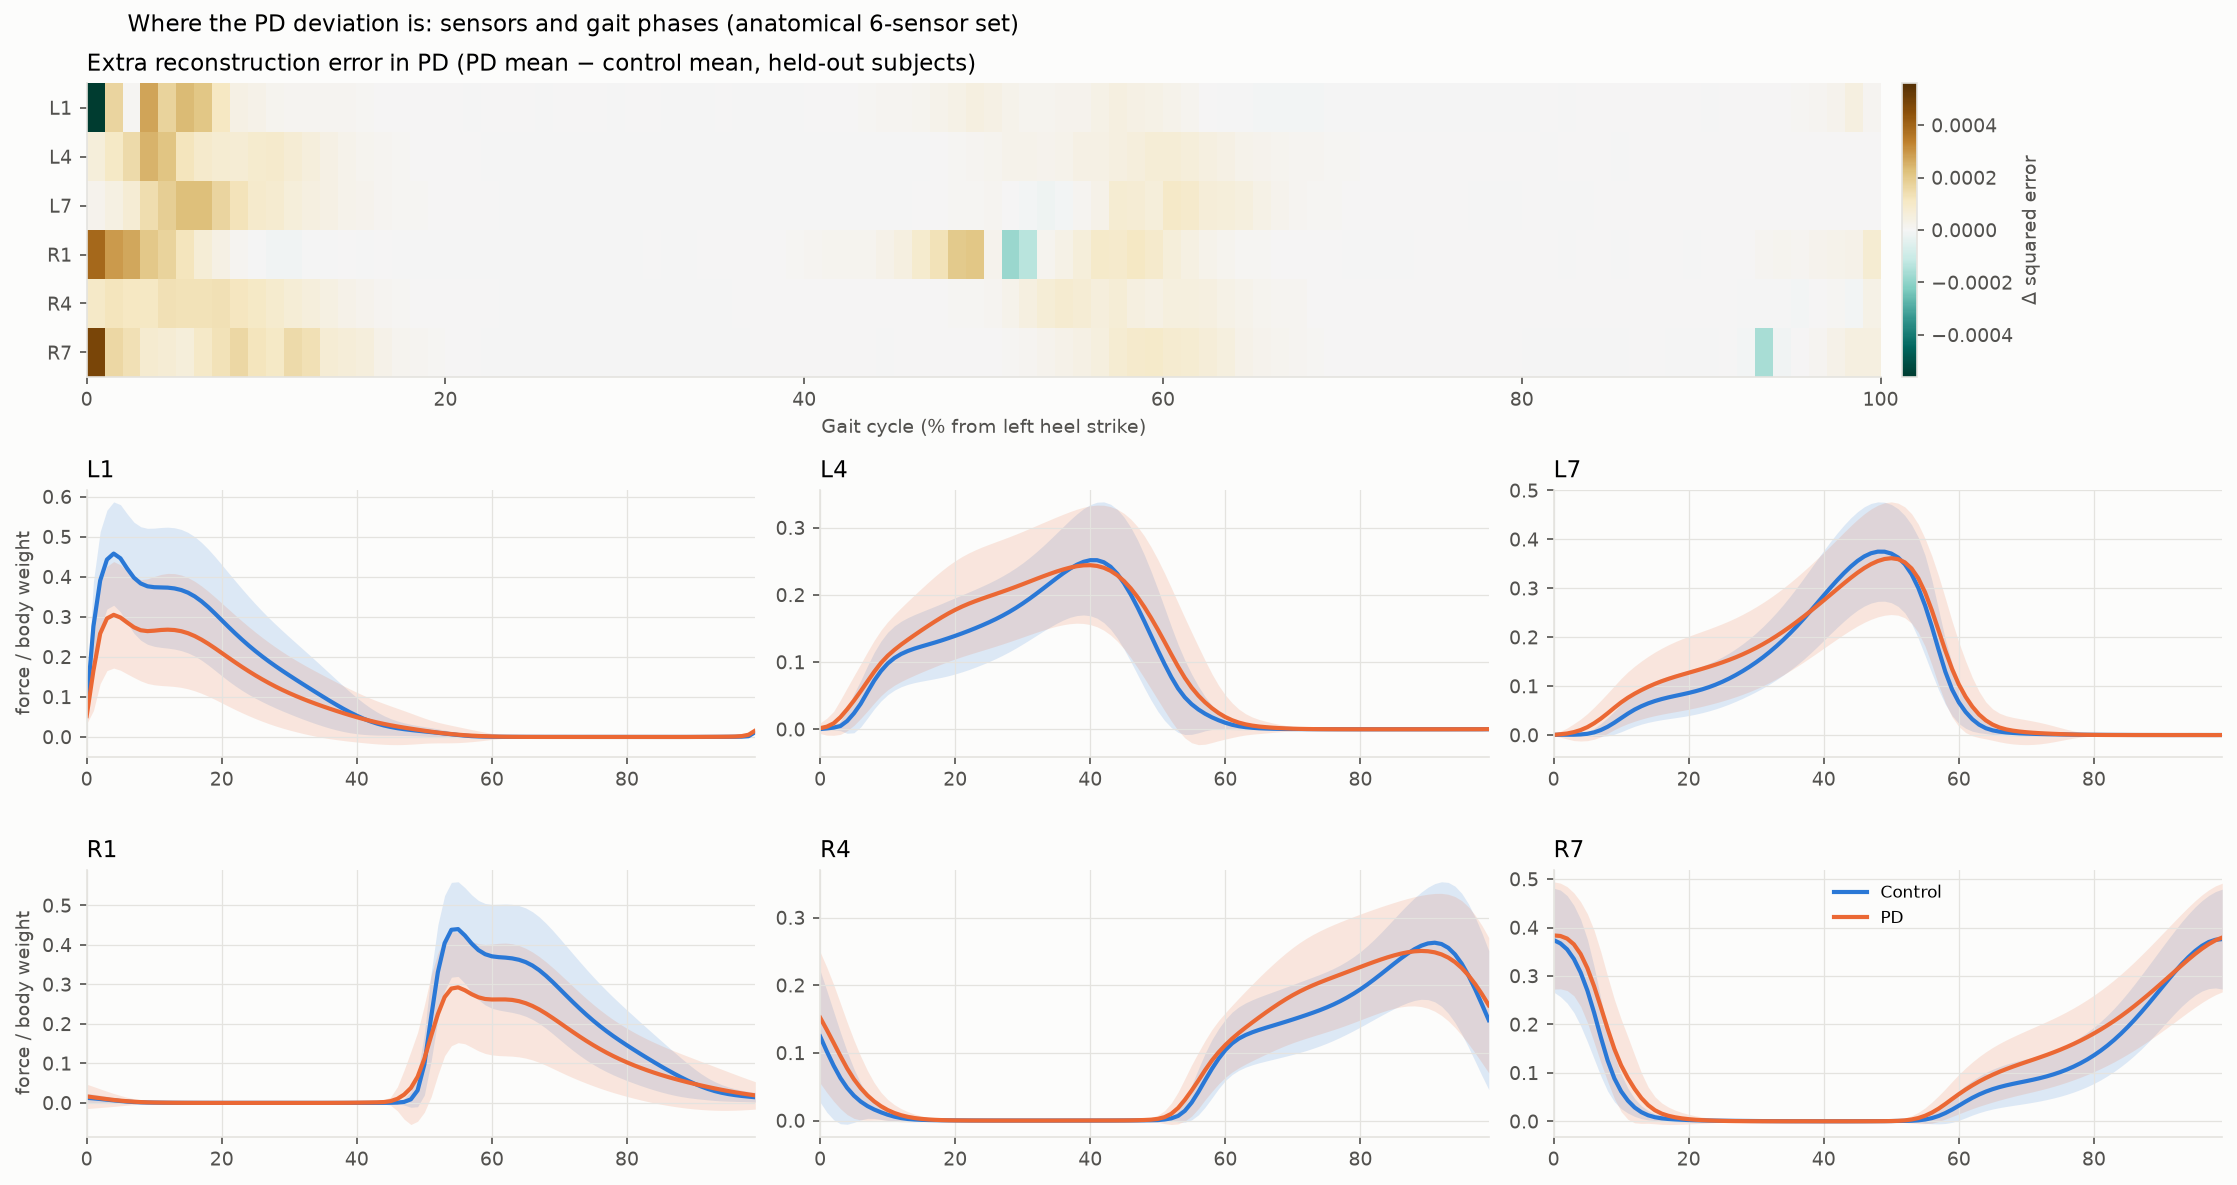 Where the PD deviation is: sensors and gait phases (anatomical 6-sensor set)
Extra reconstruction error in PD (PD mean − control mean, held-out subjects)
L1
L4
L7
R1
R4
R7
0 20 40 60 80 100
Gait cycle (% from left heel strike)
0.0004
0.0002
0.0000
−0.0002
−0.0004
Δ squared error
L1
force / body weight
0.6
0.5
0.4
0.3
0.2
0.1
0.0
0 20 40 60 80
L4
0.3
0.2
0.1
0.0
0 20 40 60 80
L7
0.5
0.4
0.3
0.2
0.1
0.0
0 20 40 60 80
R1
force / body weight
0.5
0.4
0.3
0.2
0.1
0.0
0 20 40 60 80
R4
0.3
0.2
0.1
0.0
0 20 40 60 80
R7
0.5
0.4
0.3
0.2
0.1
0.0
0 20 40 60 80
Control
PD